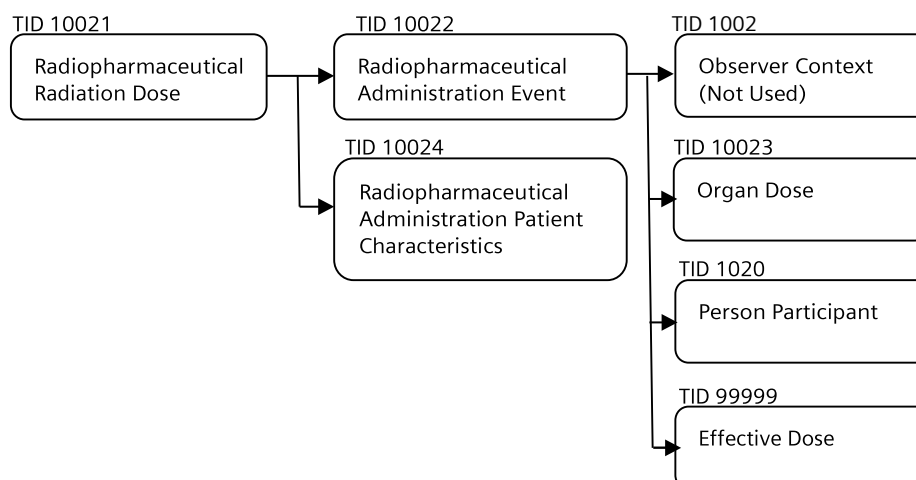 TID 10021
Radiopharmaceutical
Radiation Dose
TID 10022
Radiopharmaceutical
Administration Event
TID 10024
Radiopharmaceutical
Administration Patient
Characteristics
TID 1002
Observer Context
(Not Used)
TID 10023
Organ Dose
TID 1020
Person Participant
TID 99999
Effective Dose